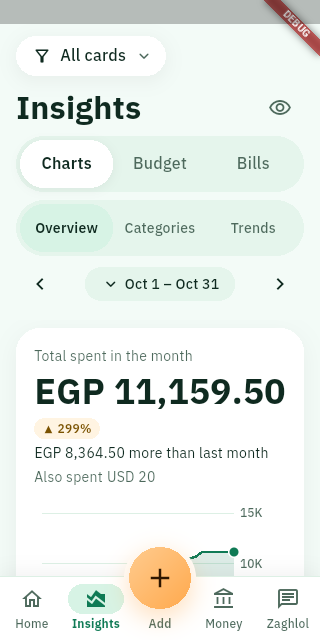 DEBUG
All cards
Insights
Charts Budget Bills
Overview Categories Trends
Oct 1 – Oct 31
Total spent in the month
EGP 11,159.50
▲ 299%
EGP 8,364.50 more than last month
Also spent USD 20
15K
10K
Home Insights Add Money Zaghlol